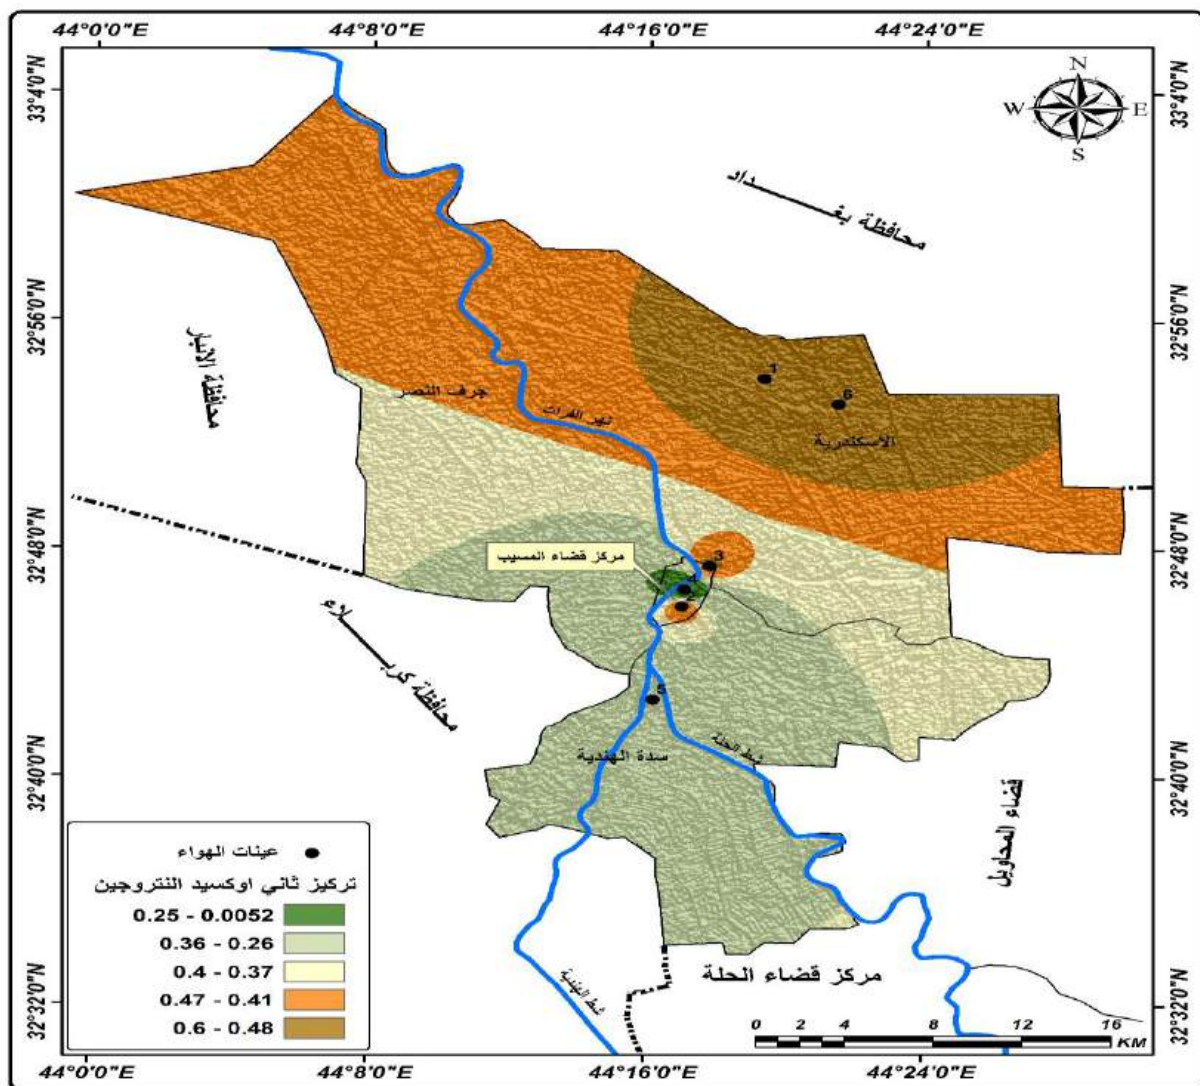 44°0'0"E
44°8'0"E
44°16'0"E
44°24'0"E
33°4'0"N
33°4'0"N
N
W
E
S
محافظة بغـــــداد
32°56'0"N
32°56'0"N
محافظة الانبار
1
6
جرف النصر
نهر الفرات
الاسكندرية
32°48'0"N
32°48'0"N
مركز قضاء المسيب
3
4
2
محافظة كربـــــلاء
5
سدة الهندية
شط الحلة
32°40'0"N
32°40'0"N
قضاء المحاويل
عينات الهواء
تركيز ثاني اوكسيد النتروجين
0.25 - 0.0052
0.36 - 0.26
0.4 - 0.37
0.47 - 0.41
0.6 - 0.48
مركز قضاء الحلة
شط الهندية
32°32'0"N
32°32'0"N
0 2 4 8 12 16
KM
44°0'0"E
44°8'0"E
44°16'0"E
44°24'0"E